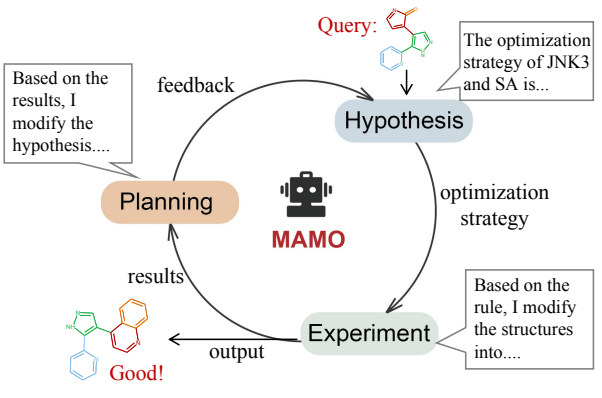 Query:
The optimization
strategy of JNK3
and SA is...
Based on the
results, I
modify the
hypothesis....
feedback
Hypothesis
Planning
MAMO
optimization
strategy
results
Based on the
rule, I modify
the structures
into....
Experiment
output
Good!